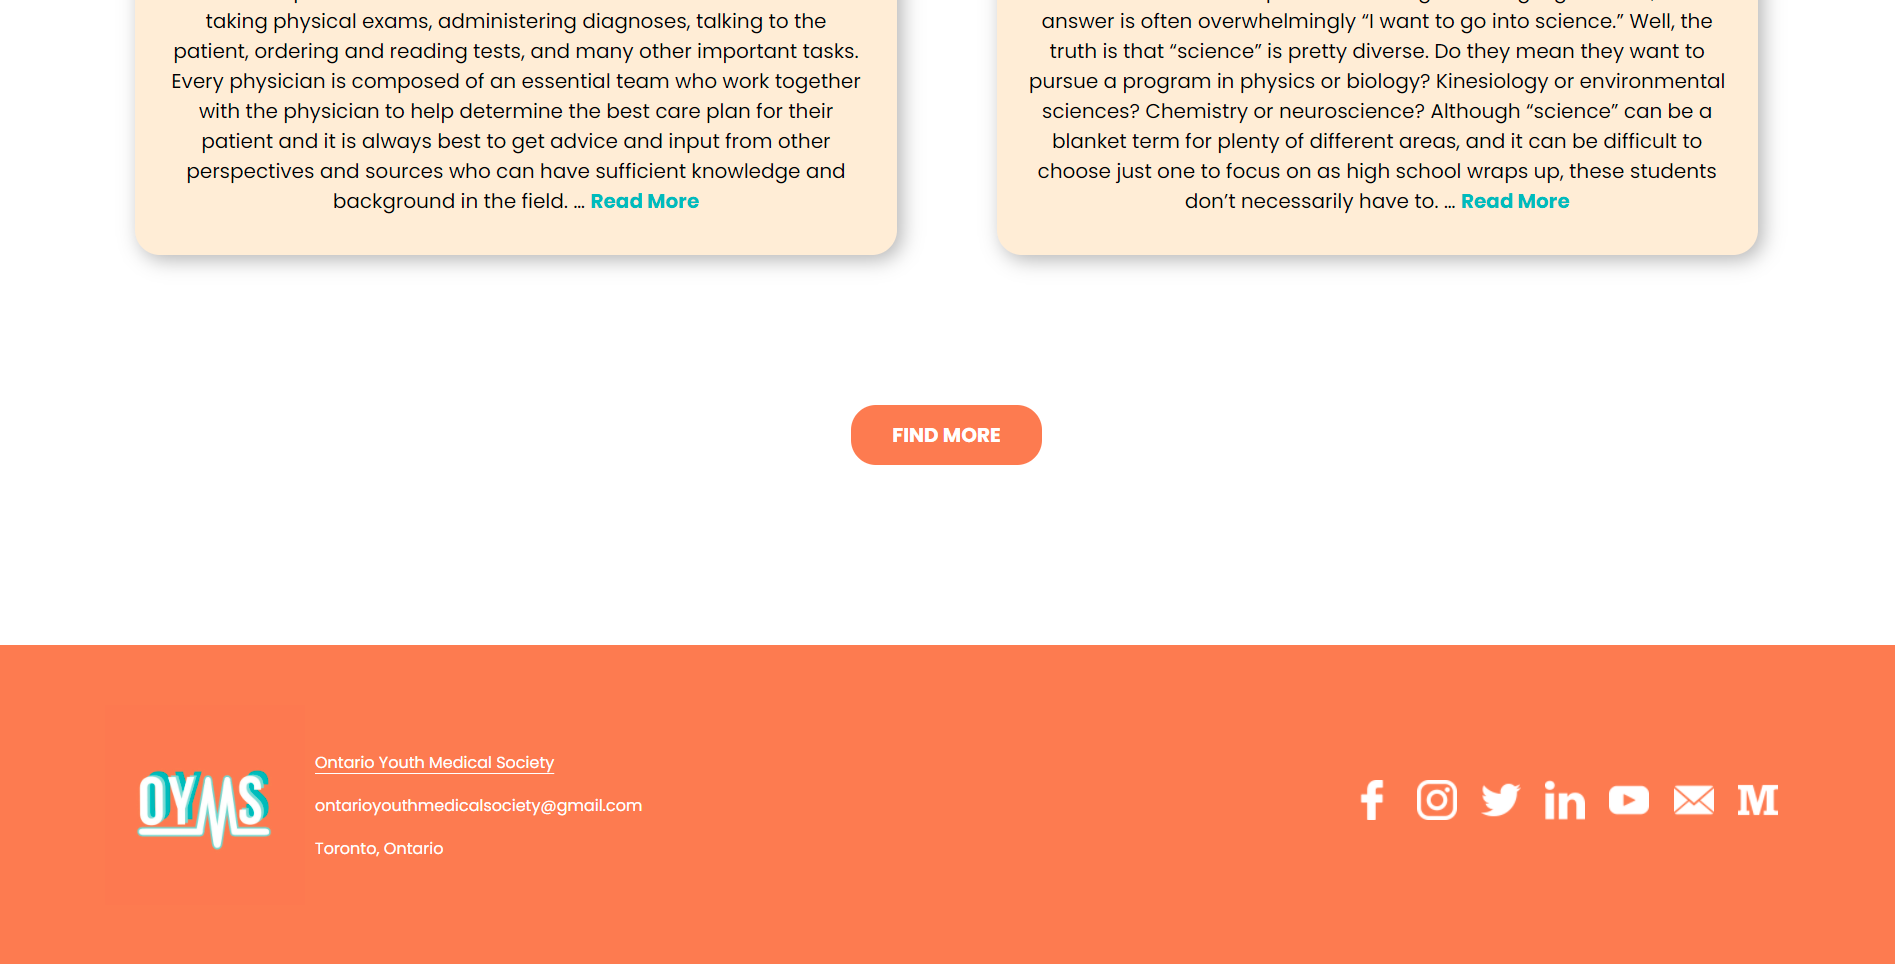 taking physical exams, administering diagnoses, talking to the
patient, ordering and reading tests, and many other important tasks.
Every physician is composed of an essential team who work together
with the physician to help determine the best care plan for their
patient and it is always best to get advice and input from other
perspectives and sources who can have sufficient knowledge and
background in the field. ... Read More
answer is often overwhelmingly “I want to go into science.” Well, the
truth is that “science” is pretty diverse. Do they mean they want to
pursue a program in physics or biology? Kinesiology or environmental
sciences? Chemistry or neuroscience? Although “science” can be a
blanket term for plenty of different areas, and it can be difficult to
choose just one to focus on as high school wraps up, these students
don’t necessarily have to. ... Read More
FIND MORE
OYMS
Ontario Youth Medical Society
ontarioyouthmedicalsociety@gmail.com
Toronto, Ontario